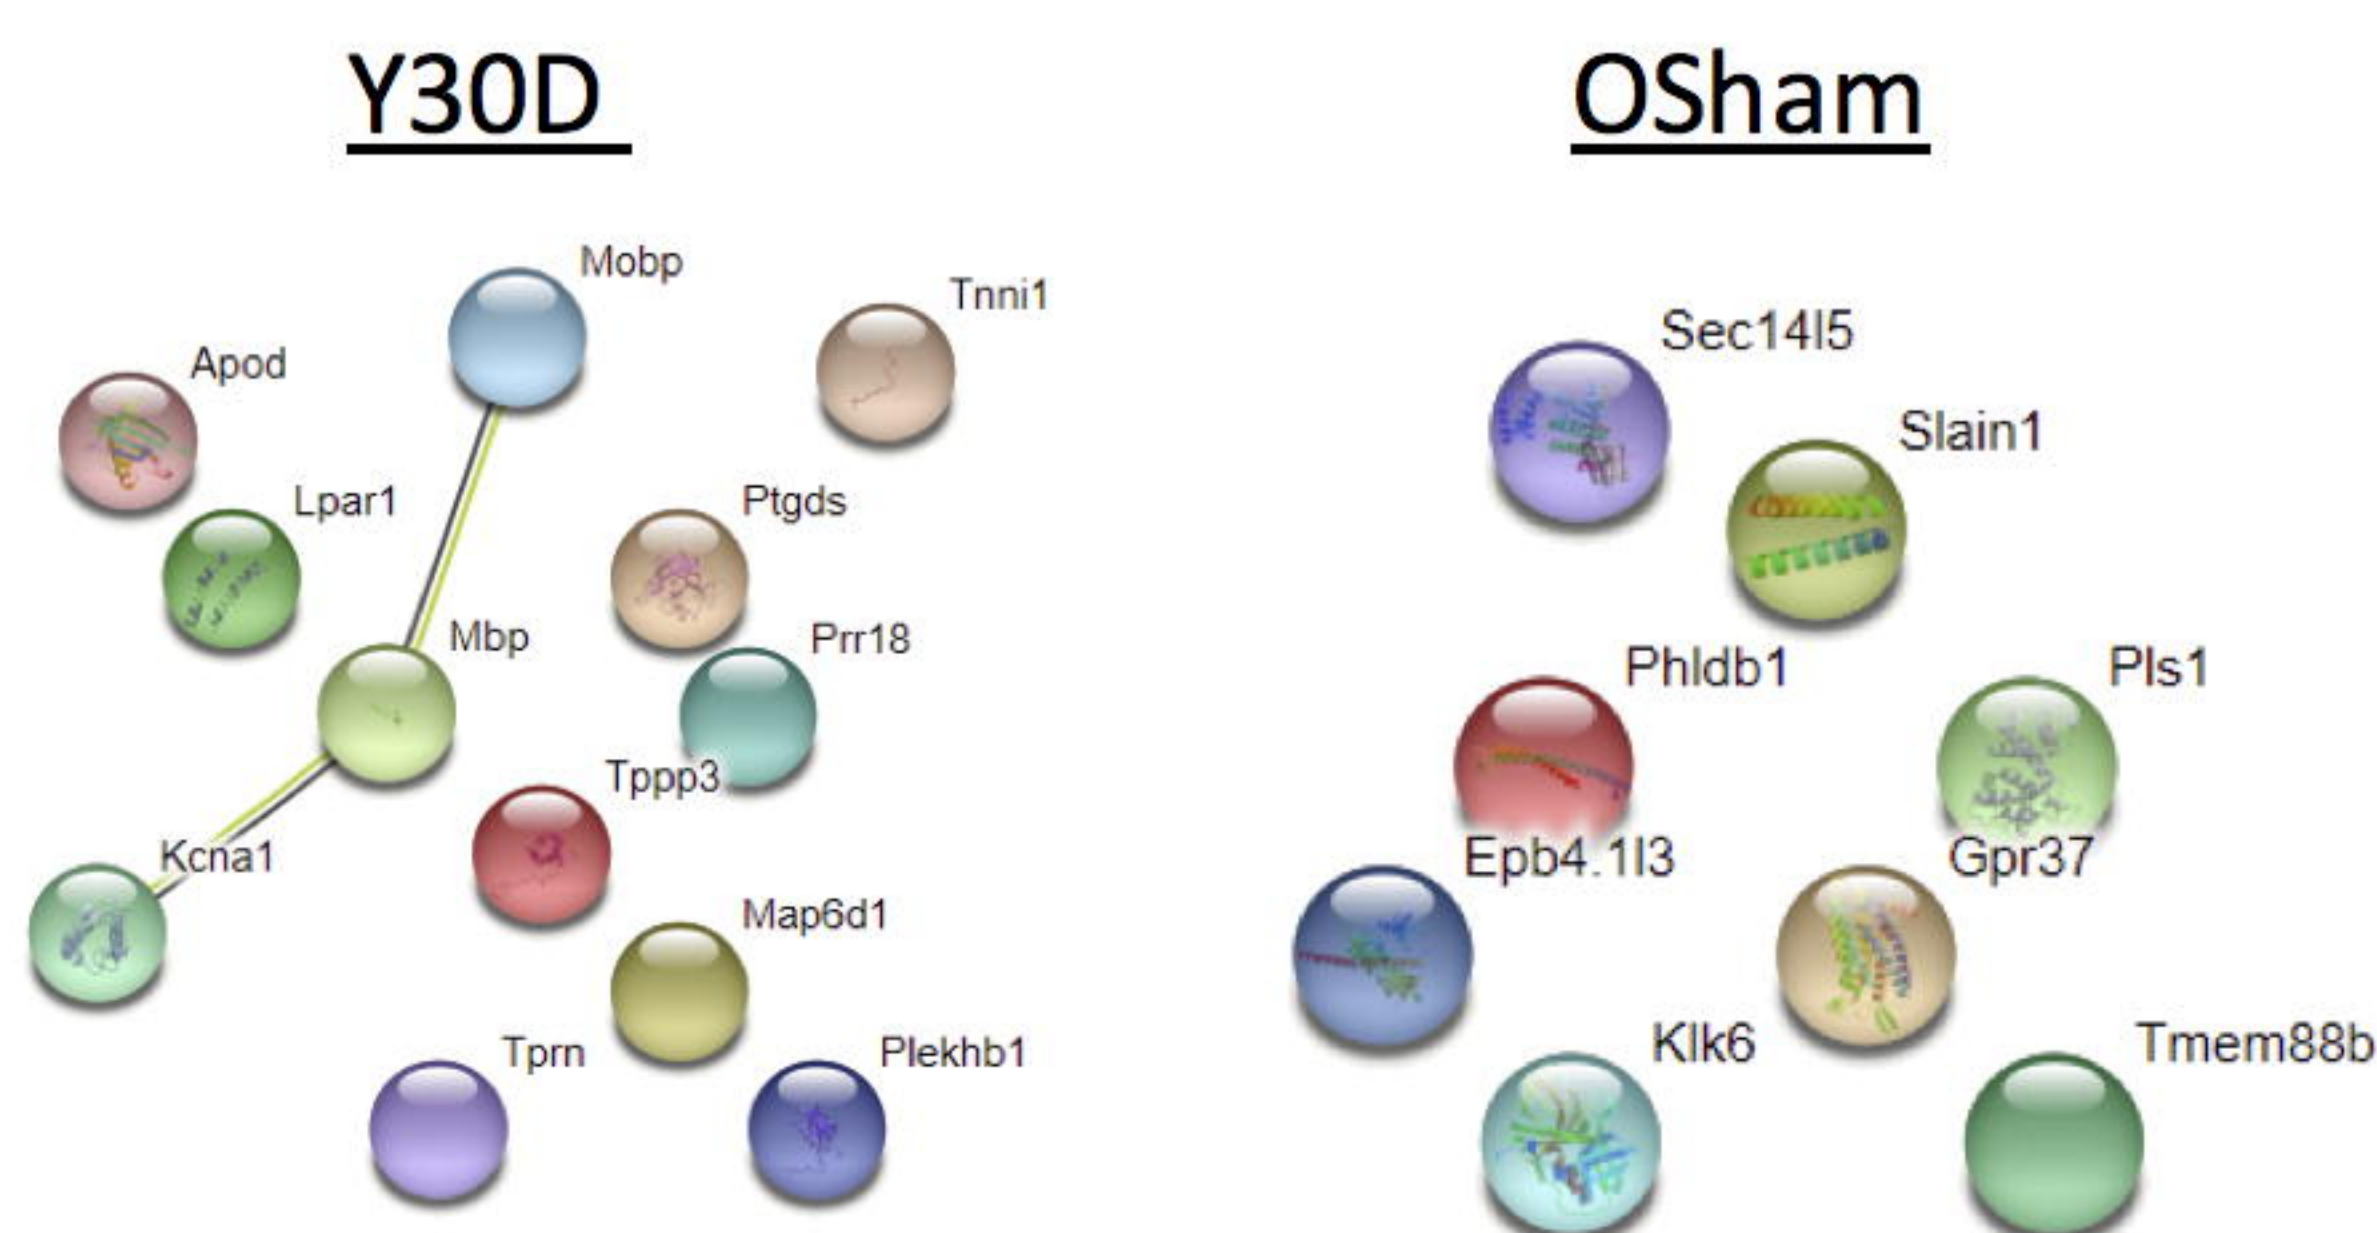 Y30D
OSham
Mobp
Tnni1
Apod
Lpar1
Ptgds
Mbp
Prr18
Tppp3
Kcna1
Map6d1
Tprn
Plekhb1
Sec14l5
Slain1
Phldb1
Pls1
Epb4.1l3
Gpr37
Klk6
Tmem88b